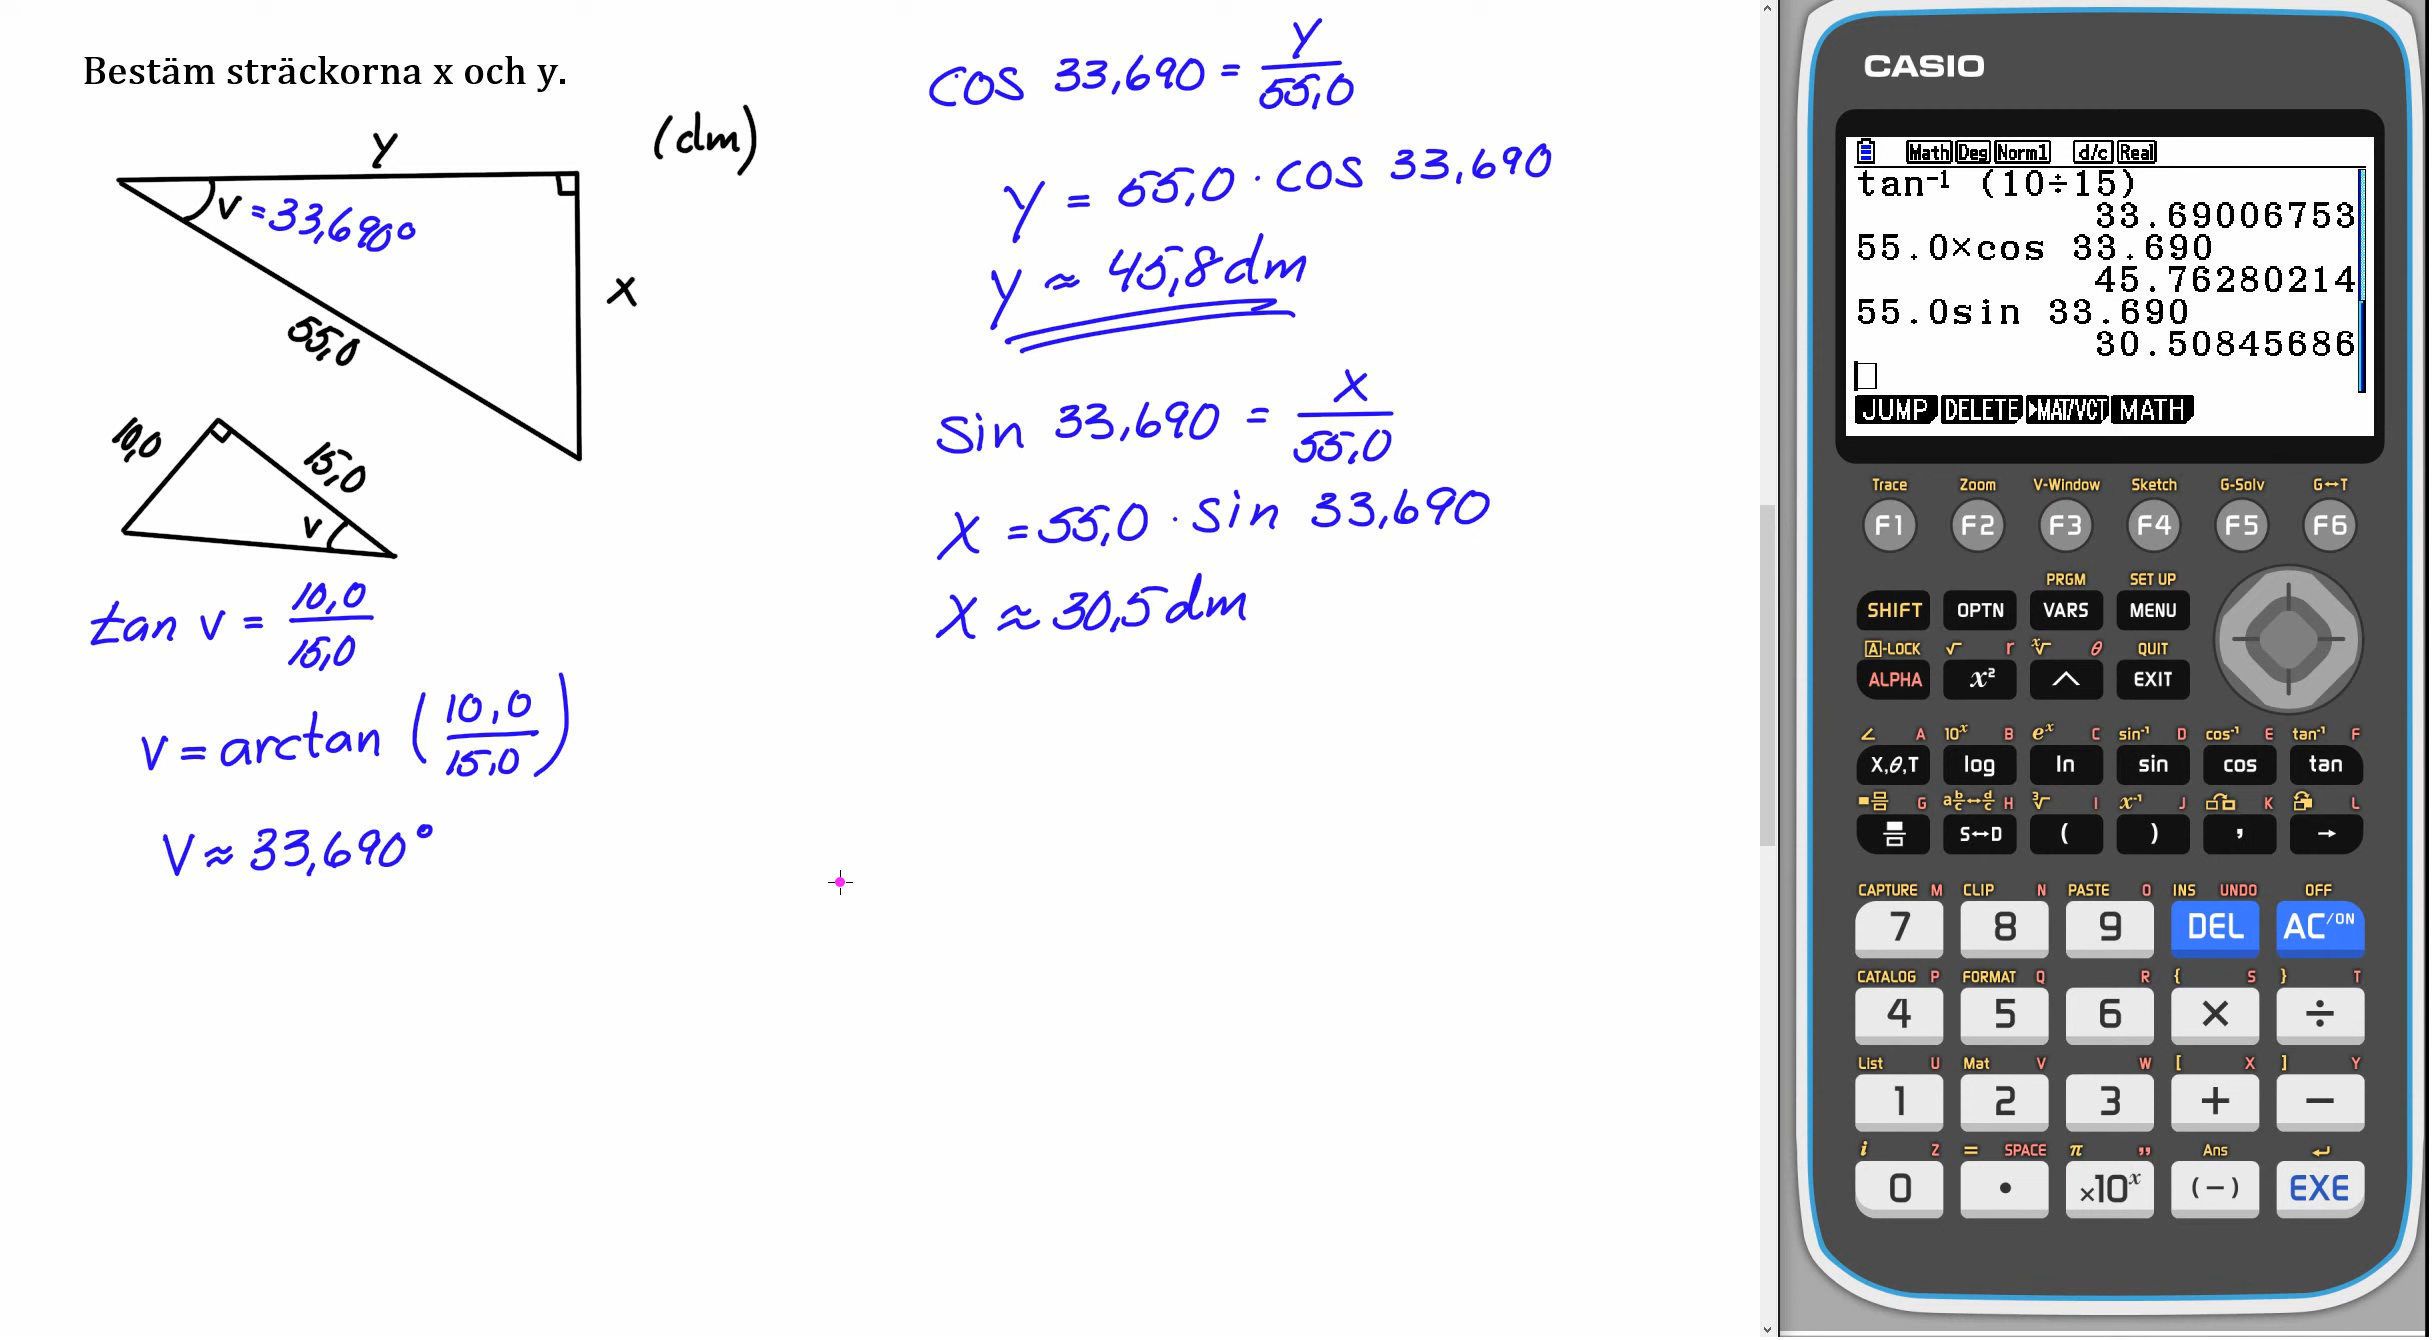 Bestäm sträckorna x och y.
(dm)
y
v = 33,690°
x
55,0
10,0
15,0
v
tan v = 10,0 / 15,0
v = arctan (10,0 / 15,0)
v ≈ 33,690°
cos 33,690 = y / 55,0
y = 55,0 · cos 33,690
y ≈ 45,8 dm
sin 33,690 = x / 55,0
x = 55,0 · sin 33,690
x ≈ 30,5 dm
CASIO
Math Deg Norm1 d/c Real
tan⁻¹ (10÷15)
33.69006753
55.0×cos 33.690
45.76280214
55.0sin 33.690
30.50845686
JUMP DELETE ▶MAT/VCT MATH
Trace Zoom V-Window Sketch G-Solv G↔T
F1 F2 F3 F4 F5 F6
PRGM SET UP
SHIFT OPTN VARS MENU
A-LOCK √ r ˣ√ θ QUIT
ALPHA x² ^ EXIT
∠ A 10ˣ B eˣ C sin⁻¹ D cos⁻¹ E tan⁻¹ F
X,θ,T log ln sin cos tan
G a b/c↔d/c H ³√ I x⁻¹ J K L
S↔D ( ) , →
CAPTURE M CLIP N PASTE O INS UNDO OFF
7 8 9 DEL AC/ON
CATALOG P FORMAT Q R { S } T
4 5 6 × ÷
List U Mat V W [ X ] Y
1 2 3 + −
i Z = SPACE π " Ans ↵
0 • ×10ˣ (−) EXE